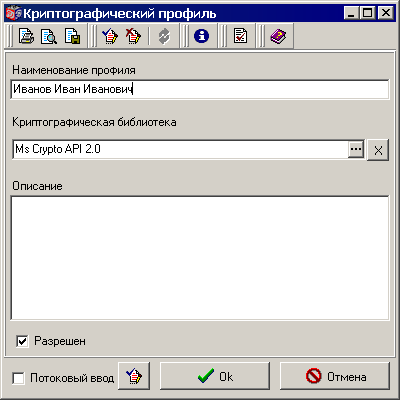 Криптографический профиль
Наименование профиля
Иванов Иван Иванович
Криптографическая библиотека
Ms Crypto API 2.0
Описание
Разрешен
Потоковый ввод
Ok
Отмена